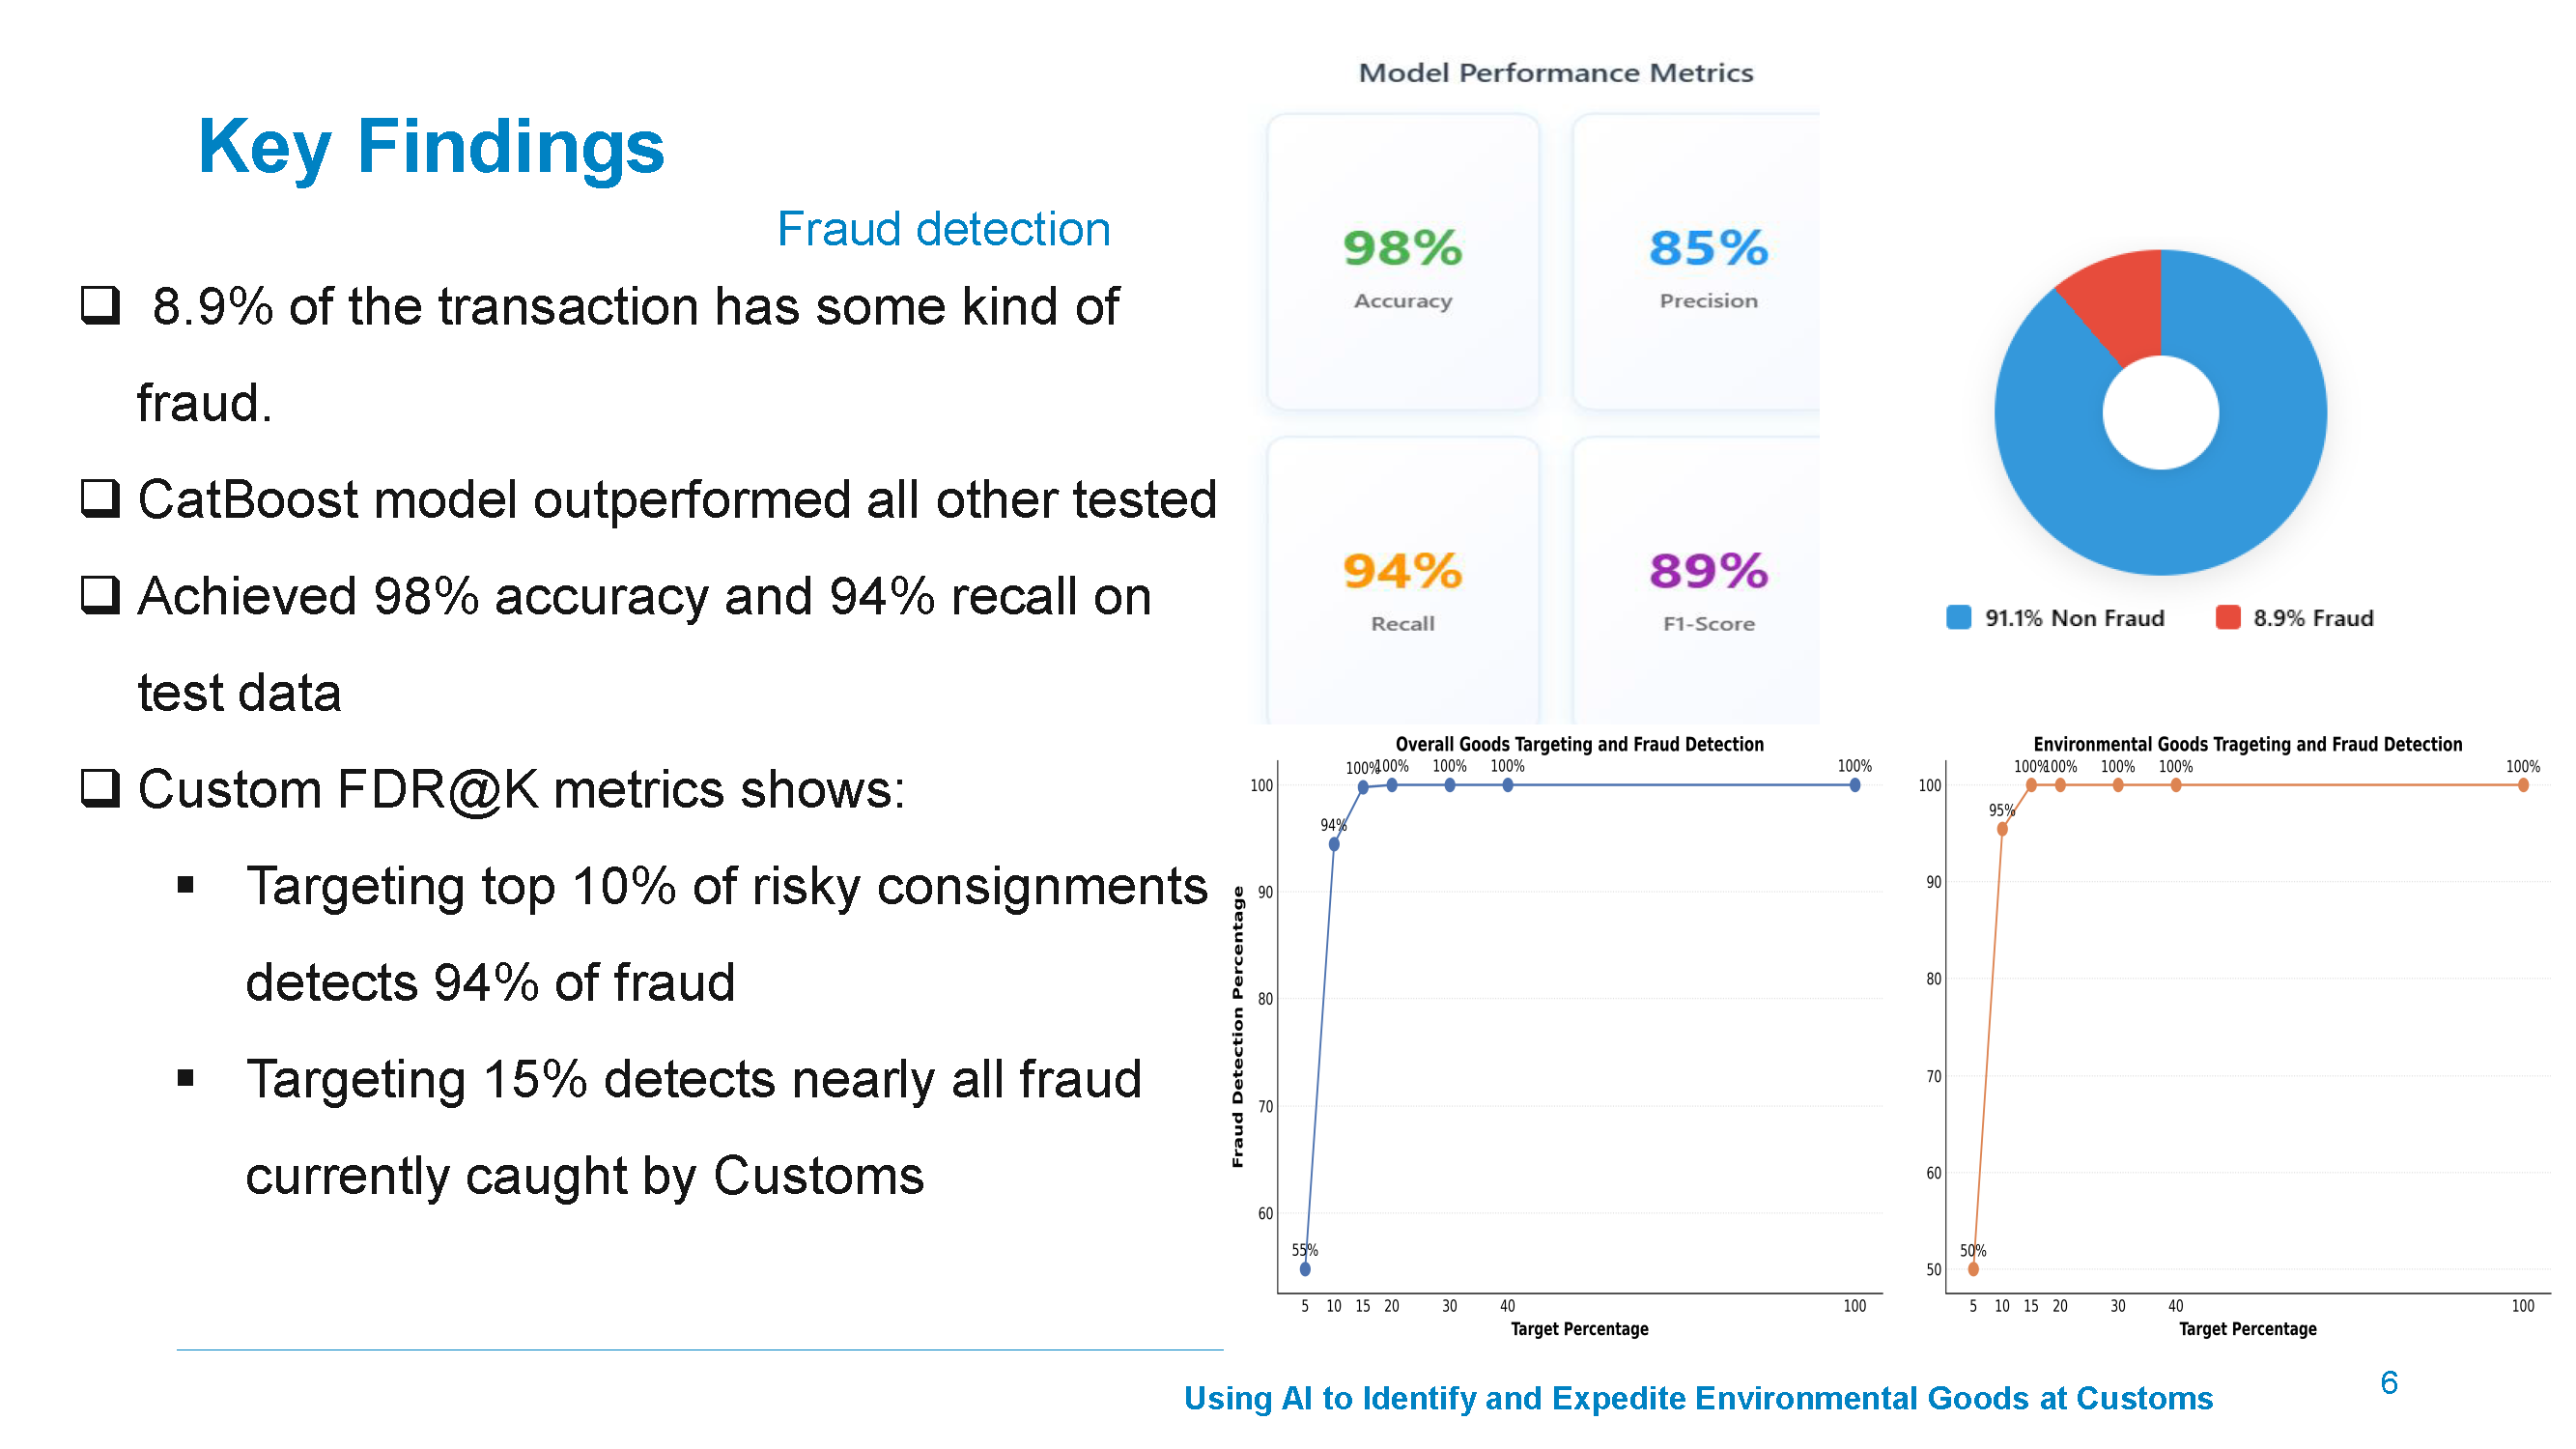 Key Findings
Fraud detection
8.9% of the transaction has some kind of
fraud.
CatBoost model outperformed all other tested
Achieved 98% accuracy and 94% recall on
test data
Custom FDR@K metrics shows:
Targeting top 10% of risky consignments
detects 94% of fraud
Targeting 15% detects nearly all fraud
currently caught by Customs
Model Performance Metrics
98%
Accuracy
85%
Precision
94%
Recall
89%
F1-Score
91.1% Non Fraud
8.9% Fraud
Overall Goods Targeting and Fraud Detection
Fraud Detection Percentage
100
90
80
70
60
55%
94%
100%
100%
100%
100%
100%
5 10 15 20 30 40 100
Target Percentage
Environmental Goods Trageting and Fraud Detection
100
90
80
70
60
50
50%
95%
100%
100%
100%
100%
100%
5 10 15 20 30 40 100
Target Percentage
Using AI to Identify and Expedite Environmental Goods at Customs
6